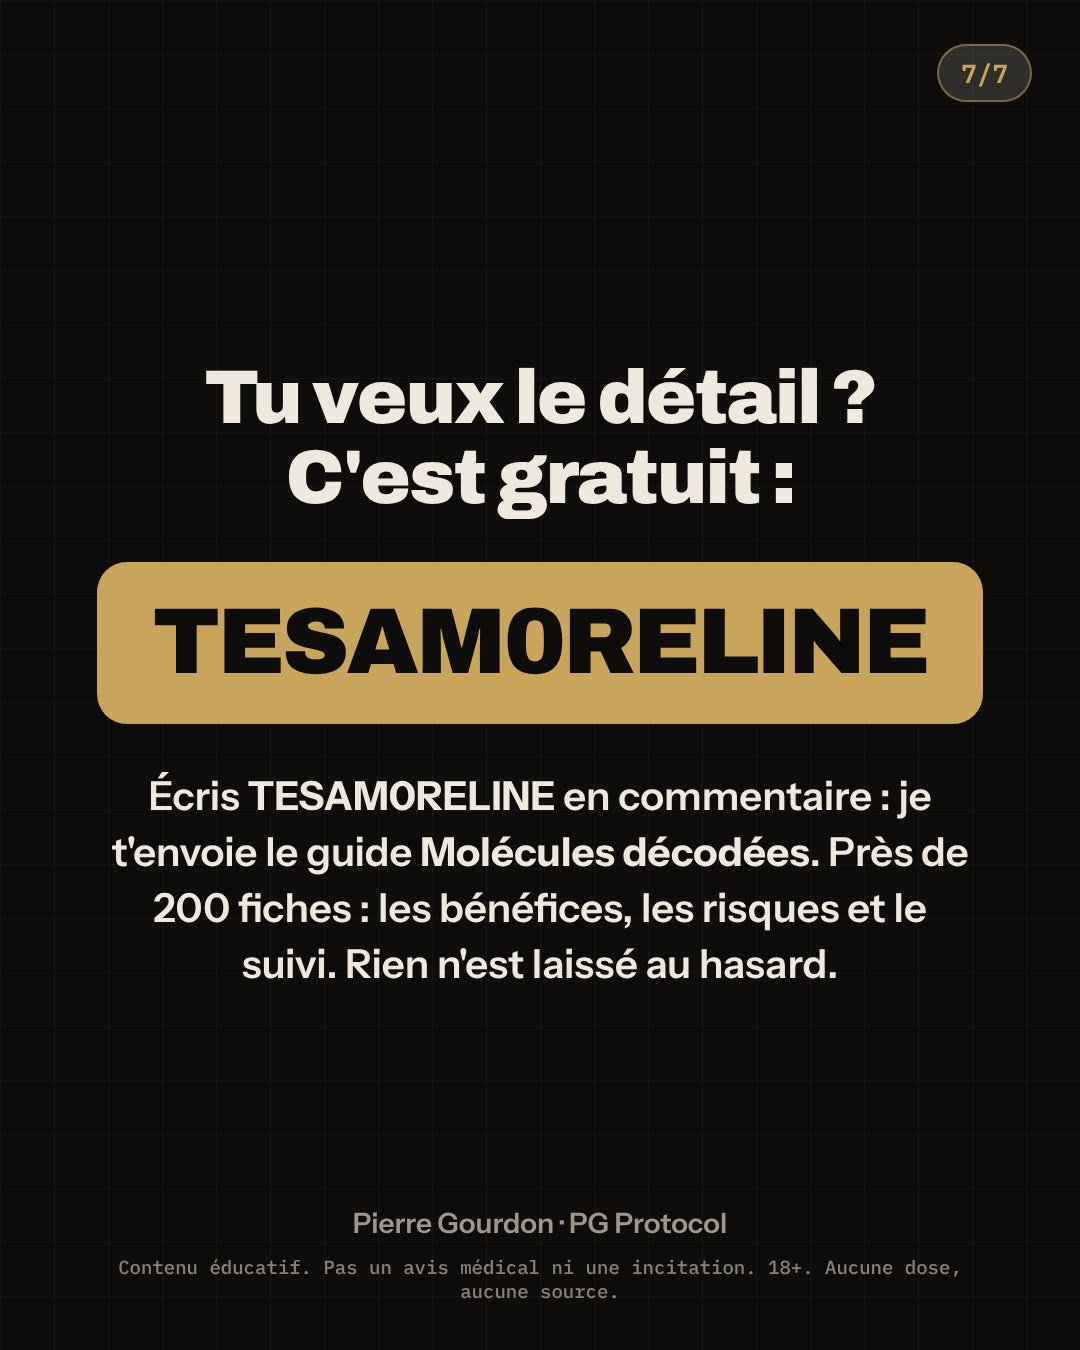 7/7
Tu veux le détail ?
C'est gratuit :
TESAM0RELINE
Écris TESAM0RELINE en commentaire : je
t'envoie le guide Molécules décodées. Près de
200 fiches : les bénéfices, les risques et le
suivi. Rien n'est laissé au hasard.
Pierre Gourdon · PG Protocol
Contenu éducatif. Pas un avis médical ni une incitation. 18+. Aucune dose,
aucune source.